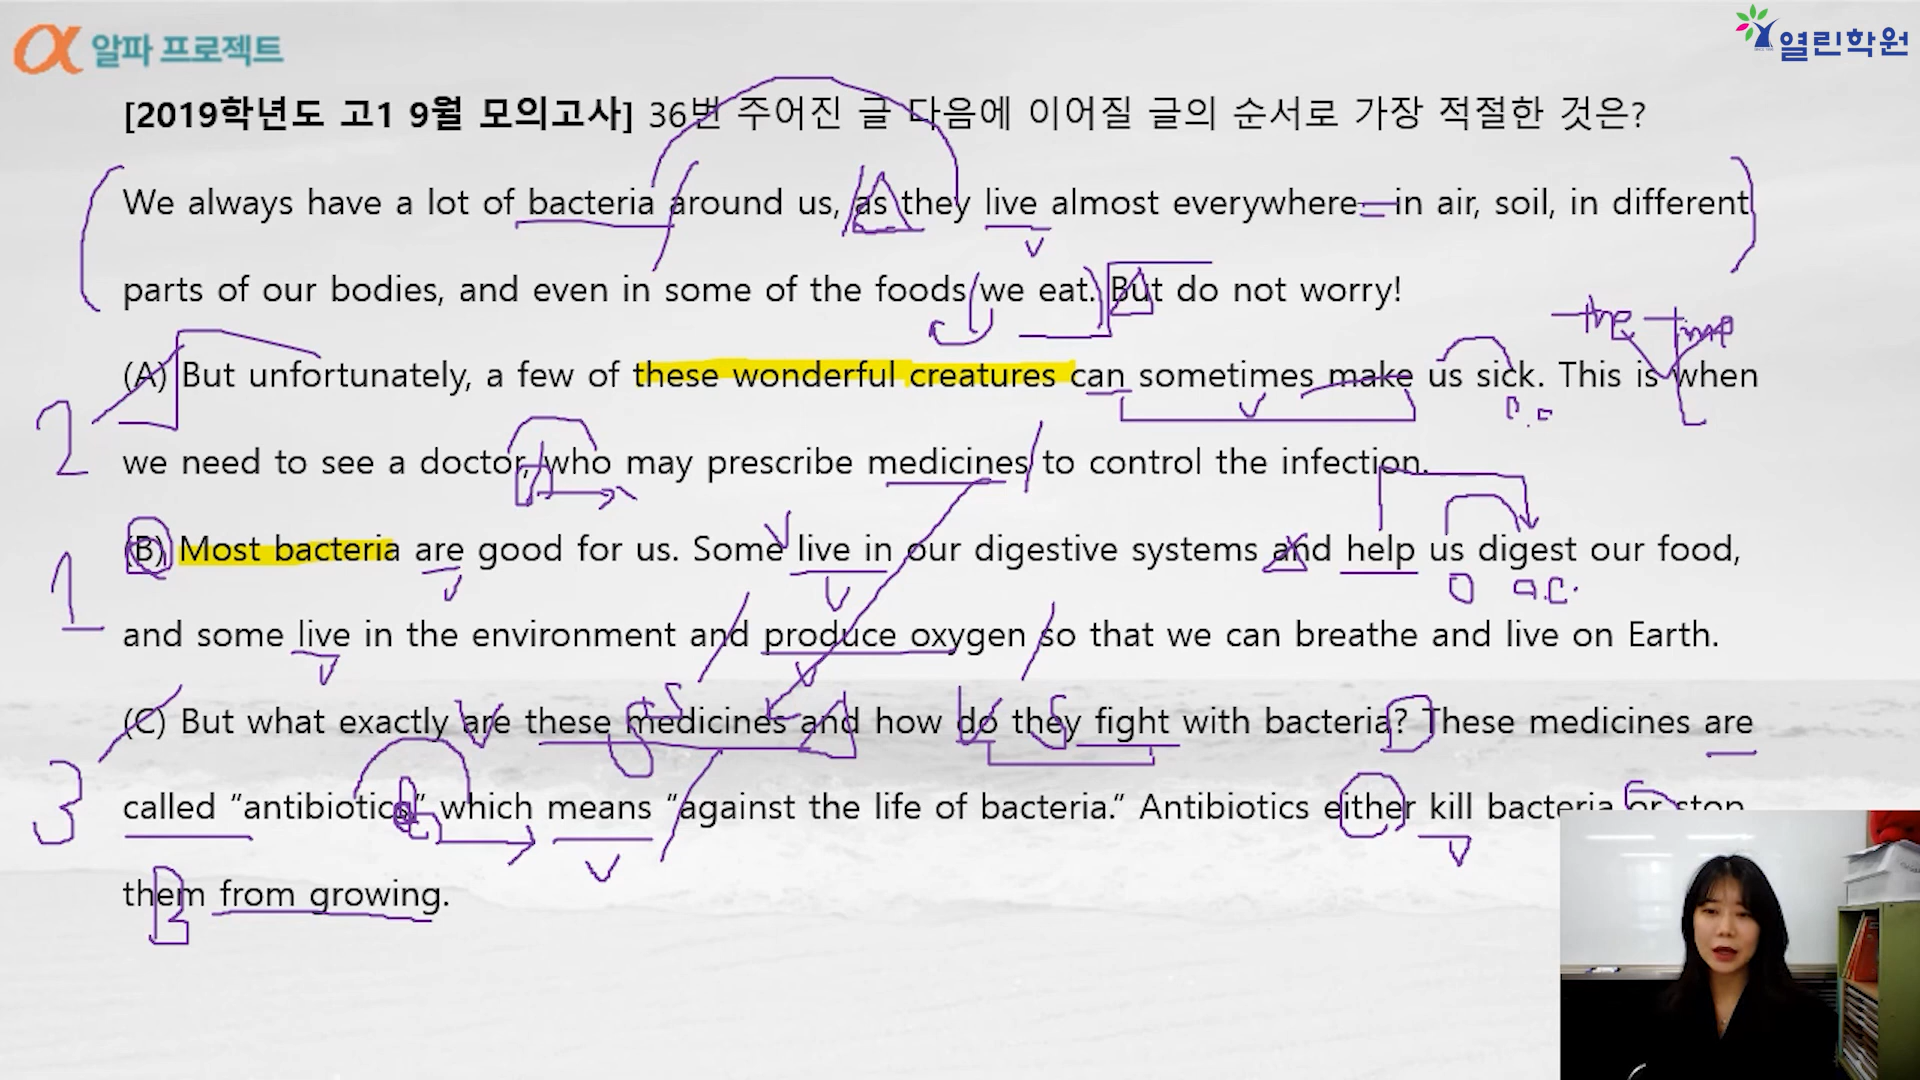 α 알파 프로젝트
열린학원
[2019학년도 고1 9월 모의고사] 36번 주어진 글 다음에 이어질 글의 순서로 가장 적절한 것은?
We always have a lot of bacteria around us, as they live almost everywhere—in air, soil, in different
v
parts of our bodies, and even in some of the foods we eat. But do not worry!
the time
(A) But unfortunately, a few of these wonderful creatures can sometimes make us sick. This is when
v
2
we need to see a doctor, who may prescribe medicines to control the infection.
(B) Most bacteria are good for us. Some live in our digestive systems and help us digest our food,
v v O o.c.
1
and some live in the environment and produce oxygen so that we can breathe and live on Earth.
v v
(C) But what exactly are these medicines and how do they fight with bacteria? These medicines are
3
called “antibiotics”, which means “against the life of bacteria.” Antibiotics either kill bacteria or stop
v v
them from growing.